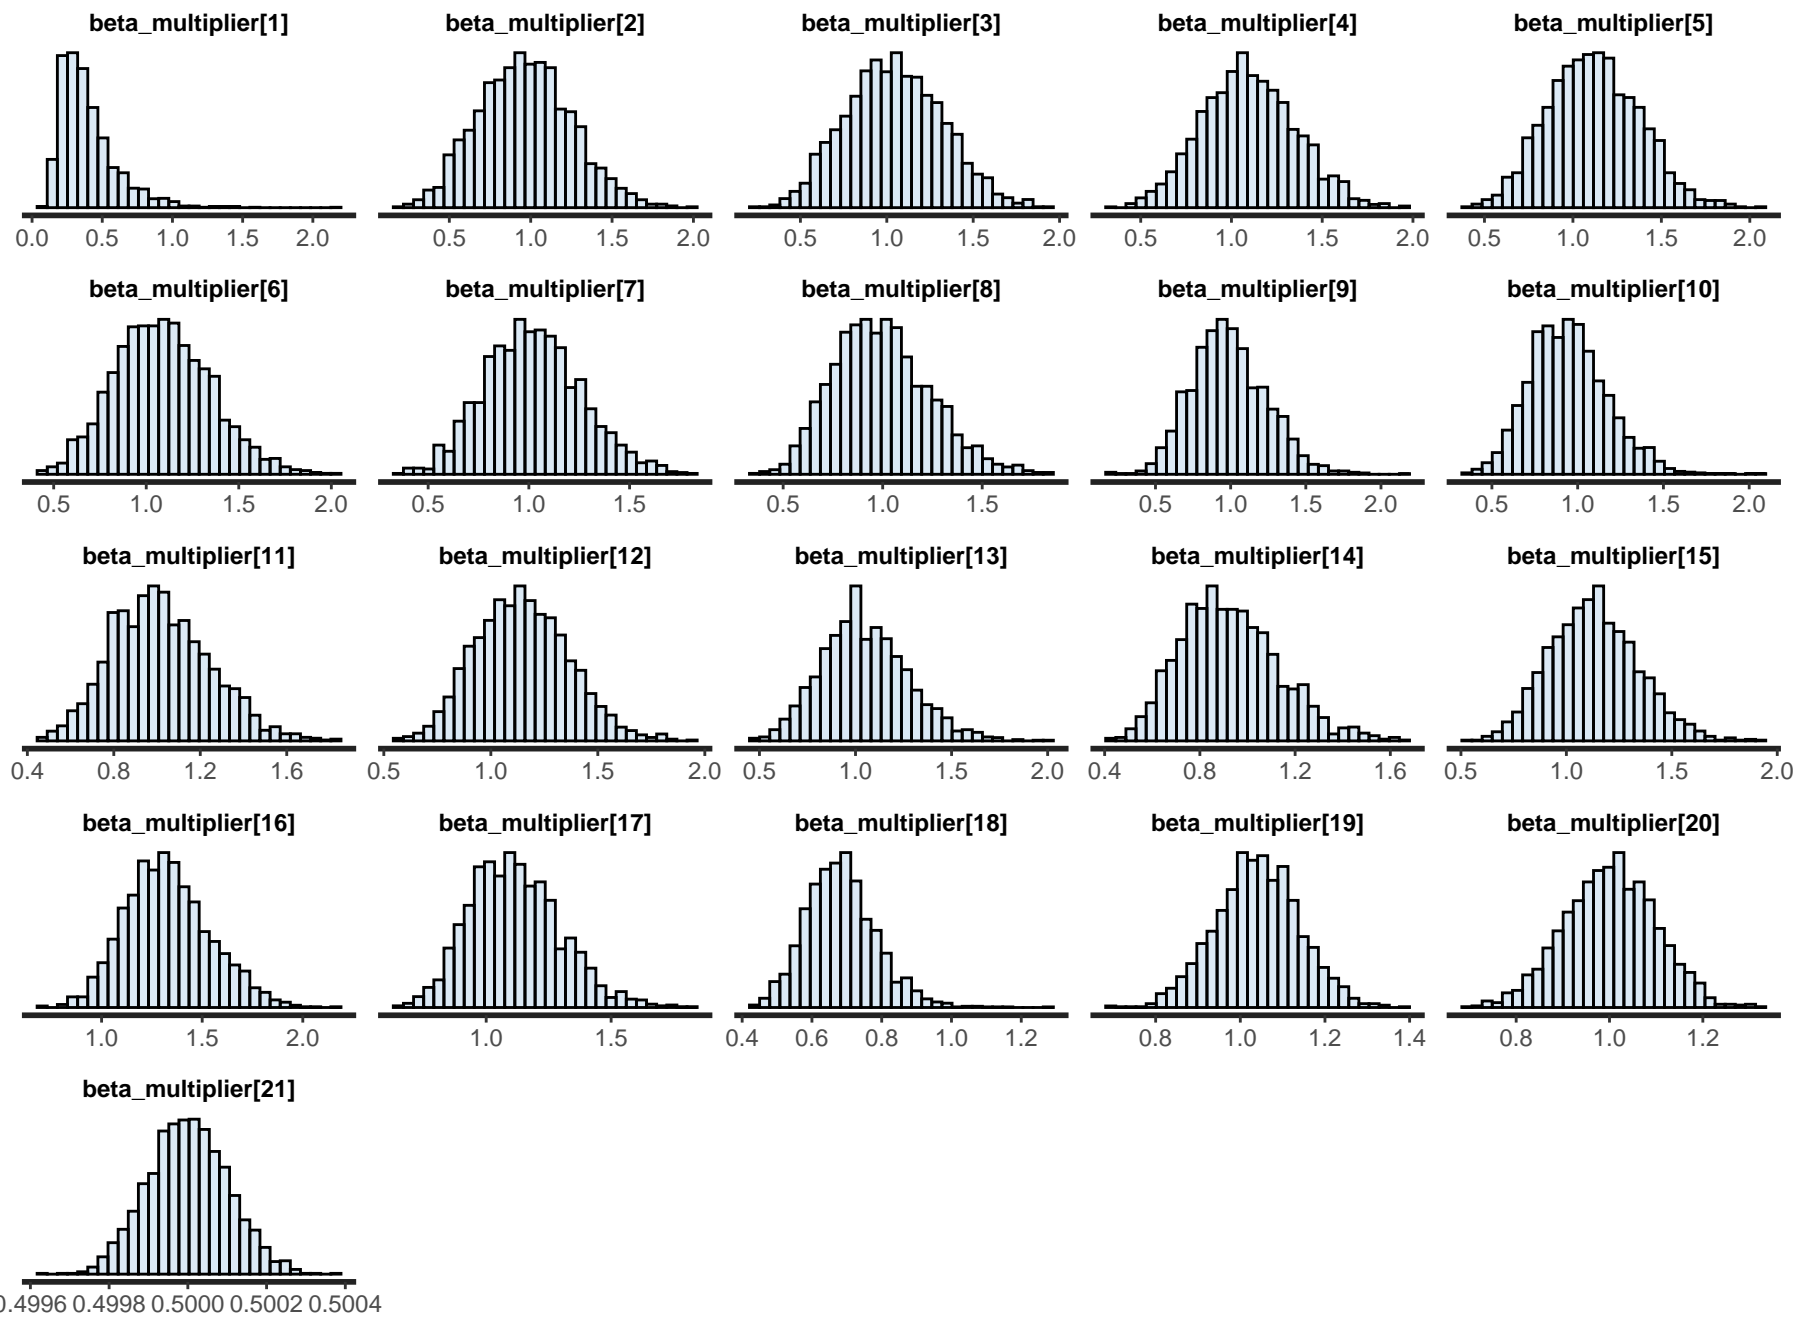 beta_multiplier[1] beta_multiplier[2] beta_multiplier[3] beta_multiplier[4] beta_multiplier[5]
0.0 0.5 1.0 1.5 2.0 0.5 1.0 1.5 2.0 0.5 1.0 1.5 2.0 0.5 1.0 1.5 2.0 0.5 1.0 1.5 2.0
beta_multiplier[6] beta_multiplier[7] beta_multiplier[8] beta_multiplier[9] beta_multiplier[10]
0.5 1.0 1.5 2.0 0.5 1.0 1.5 0.5 1.0 1.5 0.5 1.0 1.5 2.0 0.5 1.0 1.5 2.0
beta_multiplier[11] beta_multiplier[12] beta_multiplier[13] beta_multiplier[14] beta_multiplier[15]
0.4 0.8 1.2 1.6 0.5 1.0 1.5 2.0 0.5 1.0 1.5 2.0 0.4 0.8 1.2 1.6 0.5 1.0 1.5 2.0
beta_multiplier[16] beta_multiplier[17] beta_multiplier[18] beta_multiplier[19] beta_multiplier[20]
1.0 1.5 2.0 1.0 1.5 0.4 0.6 0.8 1.0 1.2 0.8 1.0 1.2 1.4 0.8 1.0 1.2
beta_multiplier[21]
0.4996 0.4998 0.5000 0.5002 0.5004